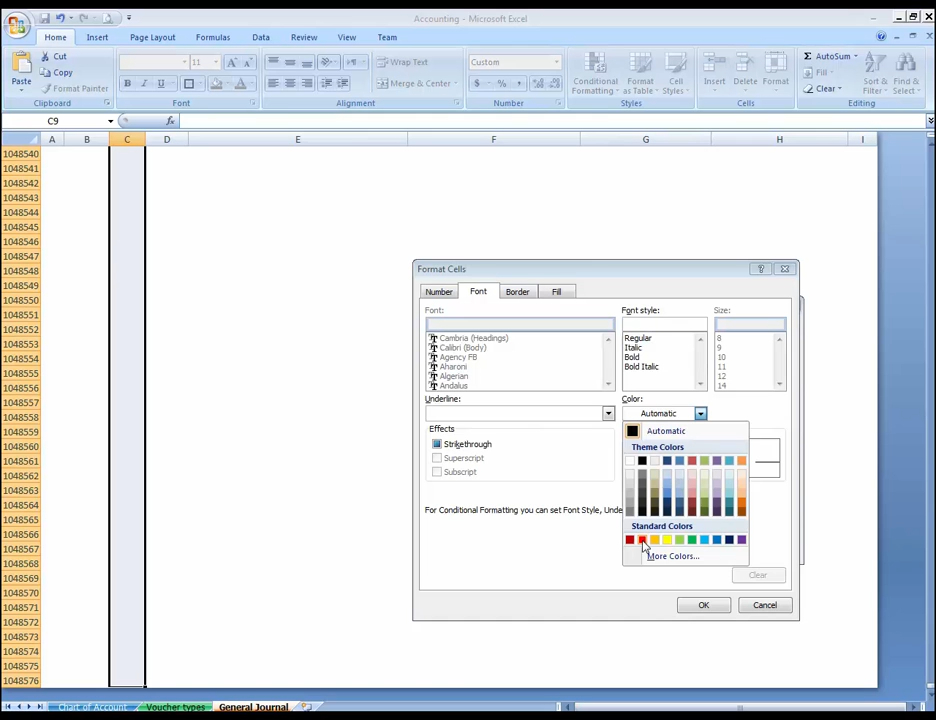 Accounting - Microsoft Excel
Home Insert Page Layout Formulas Data Review View Team
Cut
Copy
Format Painter
Paste
Clipboard
11
B I U
Font
Wrap Text
Merge & Center
Alignment
Custom
$ % ,
Number
Conditional Formatting
Format as Table
Cell Styles
Styles
Insert Delete Format
Cells
Σ AutoSum
Fill
Clear
Sort & Filter
Find & Select
Editing
C9 fx
A B C D E F G H I
1048540
1048541
1048542
1048543
1048544
1048545
1048546
1048547
1048548
1048549
1048550
1048551
1048552
1048553
1048554
1048555
1048556
1048557
1048558
1048559
1048560
1048561
1048562
1048563
1048564
1048565
1048566
1048567
1048568
1048569
1048570
1048571
1048572
1048573
1048574
1048575
1048576
Format Cells
Number Font Border Fill
Font: Font style: Size:
Cambria (Headings)
Calibri (Body)
Agency FB
Aharoni
Algerian
Andalus
Regular
Italic
Bold
Bold Italic
8
9
10
11
12
14
Underline: Color:
Automatic
Effects
Strikethrough
Superscript
Subscript
Automatic
Theme Colors
Standard Colors
More Colors...
For Conditional Formatting you can set Font Style, Unde
Clear
OK Cancel
Chart of Account Voucher types General Journal